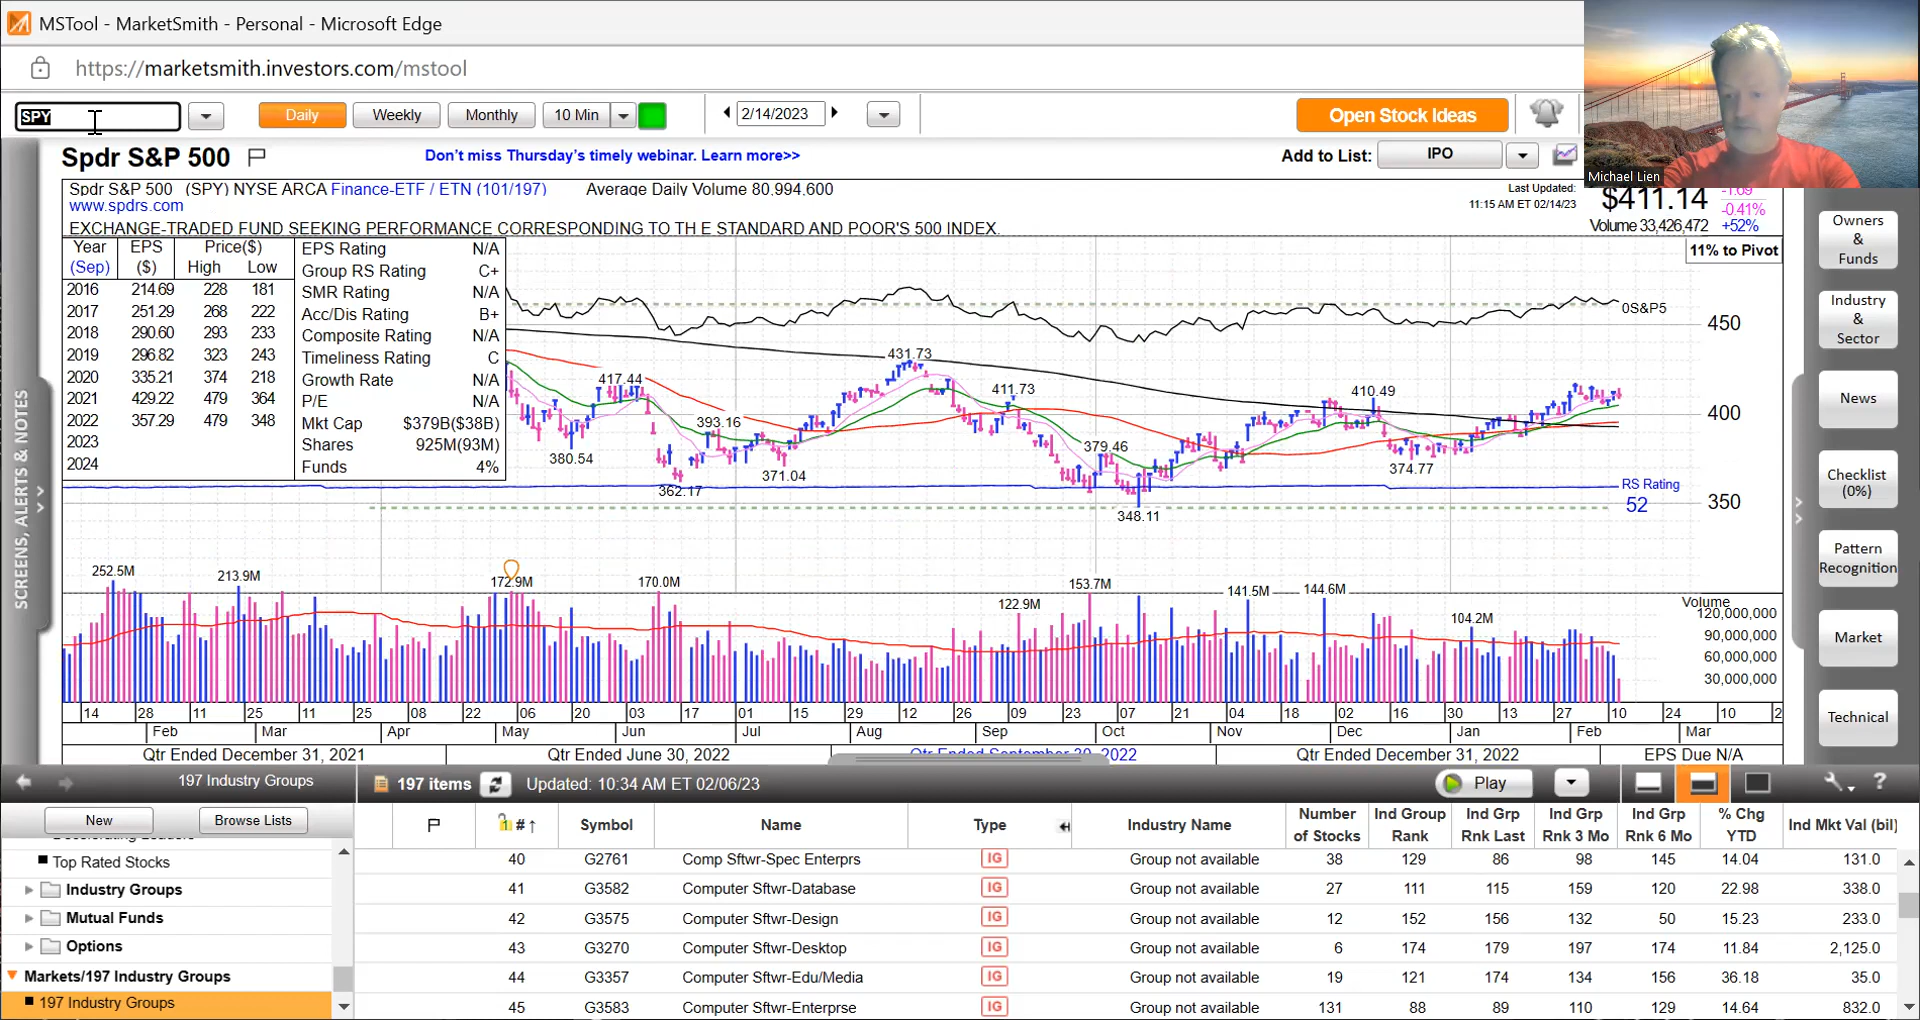 MSTool - MarketSmith - Personal - Microsoft Edge
https://marketsmith.investors.com/mstool
SPY Daily Weekly Monthly 10 Min 2/14/2023 Open Stock Ideas
Michael Lien
Spdr S&P 500 Don't miss Thursday's timely webinar. Learn more>> Add to List: IPO
Spdr S&P 500 (SPY) NYSE ARCA Finance-ETF / ETN (101/197) Average Daily Volume 80,994,600
www.spdrs.com
Last Updated:
11:15 AM ET 02/14/23
$411.14 -1.69
-0.41%
Volume 33,426,472 +52%
EXCHANGE-TRADED FUND SEEKING PERFORMANCE CORRESPONDING TO TH E STANDARD AND POOR'S 500 INDEX.
11% to Pivot
Year EPS Price($)
(Sep) ($) High Low
2016 214.69 228 181
2017 251.29 268 222
2018 290.60 293 233
2019 296.82 323 243
2020 335.21 374 218
2021 429.22 479 364
2022 357.29 479 348
2023
2024
EPS Rating N/A
Group RS Rating C+
SMR Rating N/A
Acc/Dis Rating B+
Composite Rating N/A
Timeliness Rating C
Growth Rate N/A
P/E N/A
Mkt Cap $379B($38B)
Shares 925M(93M)
Funds 4%
0S&P5
450
400
350
431.73
417.44
411.73
410.49
393.16
379.46
380.54
371.04
374.77
362.17
348.11
RS Rating
52
252.5M
213.9M
172.9M
170.0M
153.7M
122.9M
141.5M
144.6M
104.2M
Volume
120,000,000
90,000,000
60,000,000
30,000,000
14 28 11 25 11 25 08 22 06 20 03 17 01 15 29 12 26 09 23 07 21 04 18 02 16 30 13 27 10 24 10 2
Feb Mar Apr May Jun Jul Aug Sep Oct Nov Dec Jan Feb Mar
Qtr Ended December 31, 2021 Qtr Ended June 30, 2022 Qtr Ended September 30, 2022 Qtr Ended December 31, 2022 EPS Due N/A
SCREENS, ALERTS & NOTES
Owners
&
Funds
Industry
&
Sector
News
Checklist
(0%)
Pattern
Recognition
Market
Technical
197 Industry Groups 197 items Updated: 10:34 AM ET 02/06/23 Play ?
New Browse Lists
Top Rated Stocks
Industry Groups
Mutual Funds
Options
Markets/197 Industry Groups
197 Industry Groups
# Symbol Name Type Industry Name Number of Stocks Ind Group Rank Ind Grp Rnk Last Ind Grp Rnk 3 Mo Ind Grp Rnk 6 Mo % Chg YTD Ind Mkt Val (bil)
40 G2761 Comp Sftwr-Spec Enterprs IG Group not available 38 129 86 98 145 14.04 131.0
41 G3582 Computer Sftwr-Database IG Group not available 27 111 115 159 120 22.98 338.0
42 G3575 Computer Sftwr-Design IG Group not available 12 152 156 132 50 15.23 233.0
43 G3270 Computer Sftwr-Desktop IG Group not available 6 174 179 197 174 11.84 2,125.0
44 G3357 Computer Sftwr-Edu/Media IG Group not available 19 121 174 134 156 36.18 35.0
45 G3583 Computer Sftwr-Enterprse IG Group not available 131 88 89 110 129 14.64 832.0